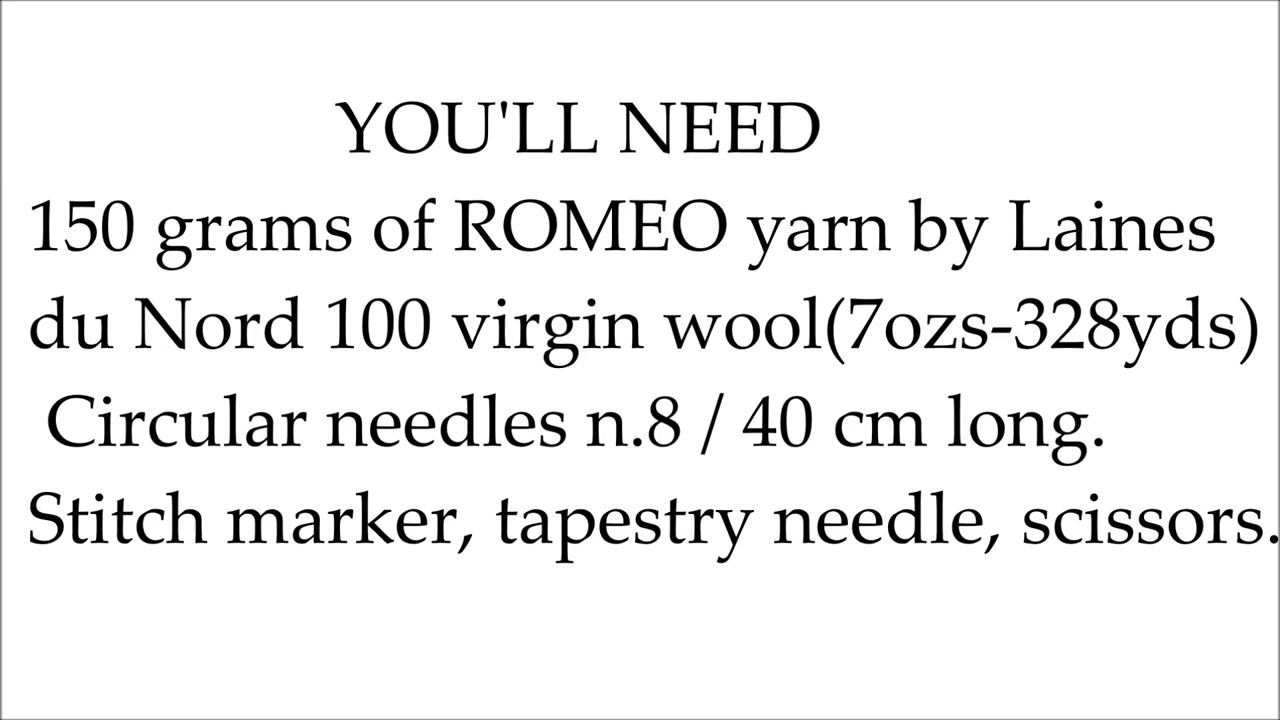 YOU'LL NEED
150 grams of ROMEO yarn by Laines
du Nord 100 virgin wool(7ozs-328yds)
Circular needles n.8 / 40 cm long.
Stitch marker, tapestry needle, scissors.